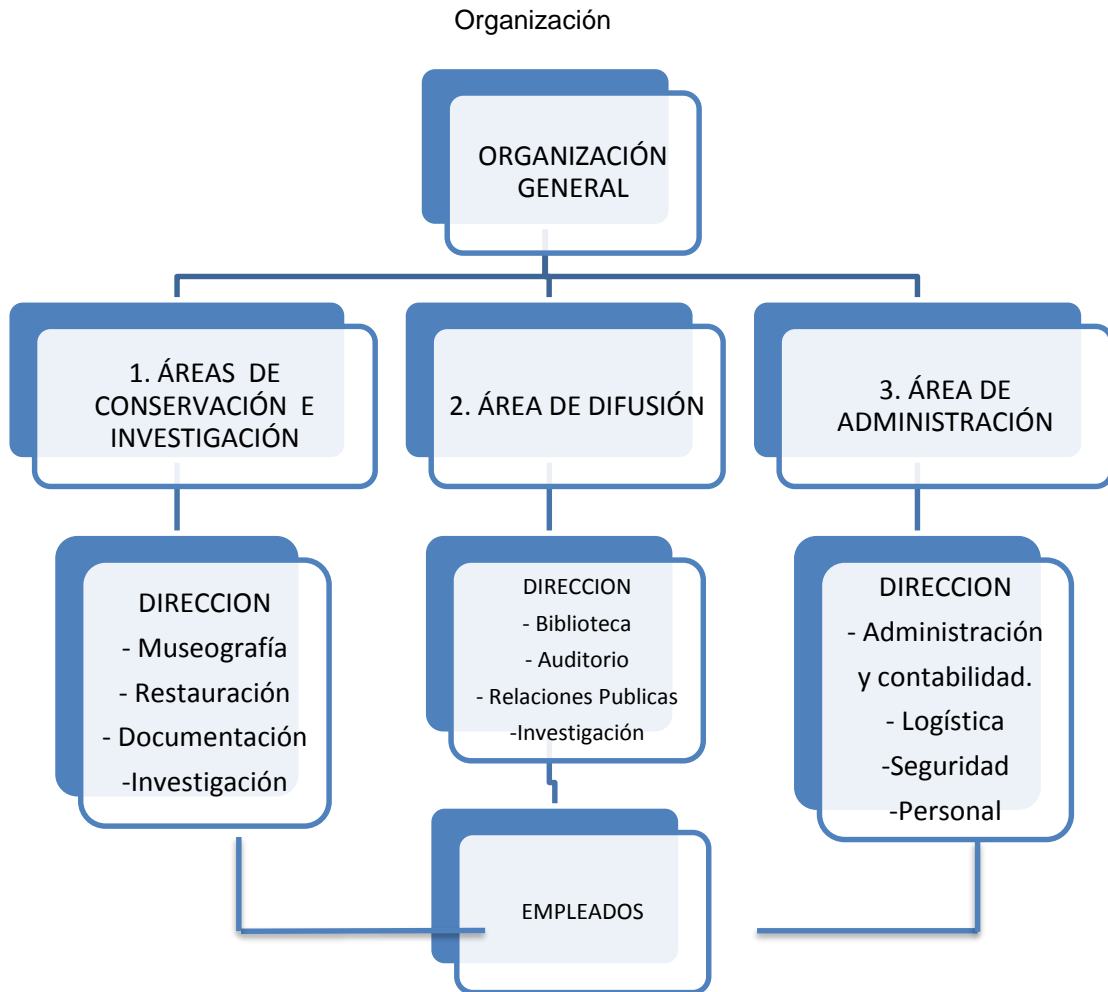 Organización
ORGANIZACIÓN
GENERAL
1. ÁREAS DE
CONSERVACIÓN E
INVESTIGACIÓN
2. ÁREA DE DIFUSIÓN
3. ÁREA DE
ADMINISTRACIÓN
DIRECCION
- Museografía
- Restauración
- Documentación
-Investigación
DIRECCION
- Biblioteca
- Auditorio
- Relaciones Publicas
-Investigación
DIRECCION
- Administración
y contabilidad.
- Logística
-Seguridad
-Personal
EMPLEADOS